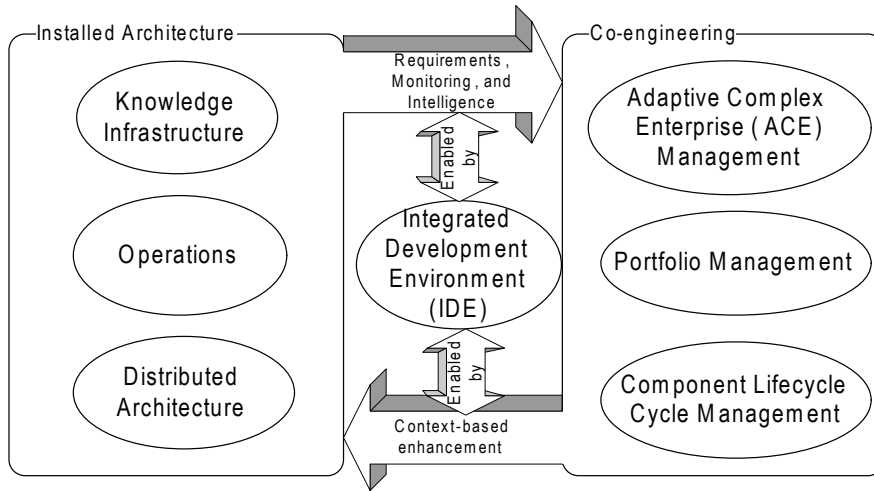 Installed Architecture
Knowledge
Infrastructure
Operations
Distributed
Architecture
Requirements,
Monitoring, and
Intelligence
Enabled
by
Integrated
Development
Environment
(IDE)
Enabled
by
Context-based
enhancement
Co-engineering
Adaptive Complex
Enterprise (ACE)
Management
Portfolio Management
Component Lifecycle
Cycle Management